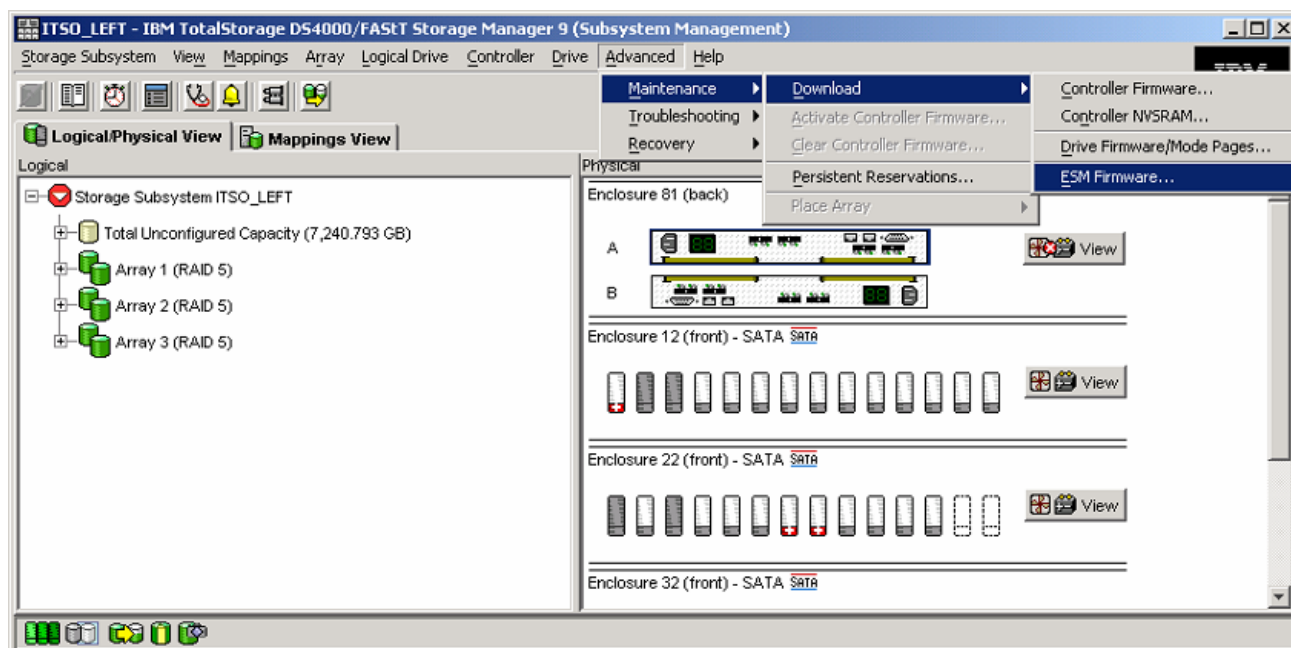 ITSO_LEFT - IBM TotalStorage DS4000/FAStT Storage Manager 9 (Subsystem Management)
Storage Subsystem View Mappings Array Logical Drive Controller Drive Advanced Help
IBM
Maintenance
Troubleshooting
Recovery
Download
Activate Controller Firmware...
Clear Controller Firmware...
Persistent Reservations...
Place Array
Controller Firmware...
Controller NVSRAM...
Drive Firmware/Mode Pages...
ESM Firmware...
Logical/Physical View Mappings View
Logical
Storage Subsystem ITSO_LEFT
Total Unconfigured Capacity (7,240.793 GB)
Array 1 (RAID 5)
Array 2 (RAID 5)
Array 3 (RAID 5)
Physical
Enclosure 81 (back)
A
View
B
Enclosure 12 (front) - SATA SATA
View
Enclosure 22 (front) - SATA SATA
View
Enclosure 32 (front) - SATA SATA